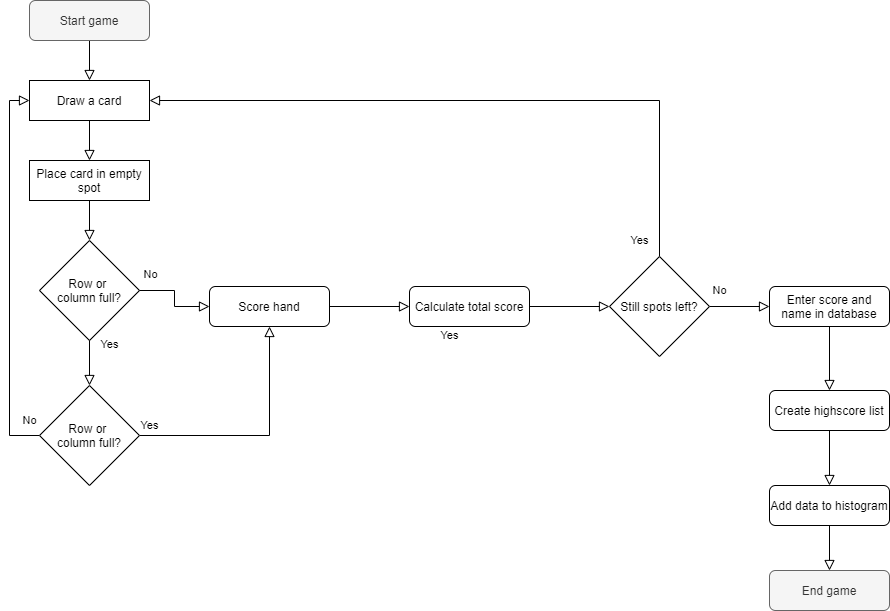 Start game
Draw a card
Place card in empty
spot
Row or
column full?
No
Yes
Row or
column full?
No
Yes
Score hand
Calculate total score
Yes
Still spots left?
Yes
No
Enter score and
name in database
Create highscore list
Add data to histogram
End game